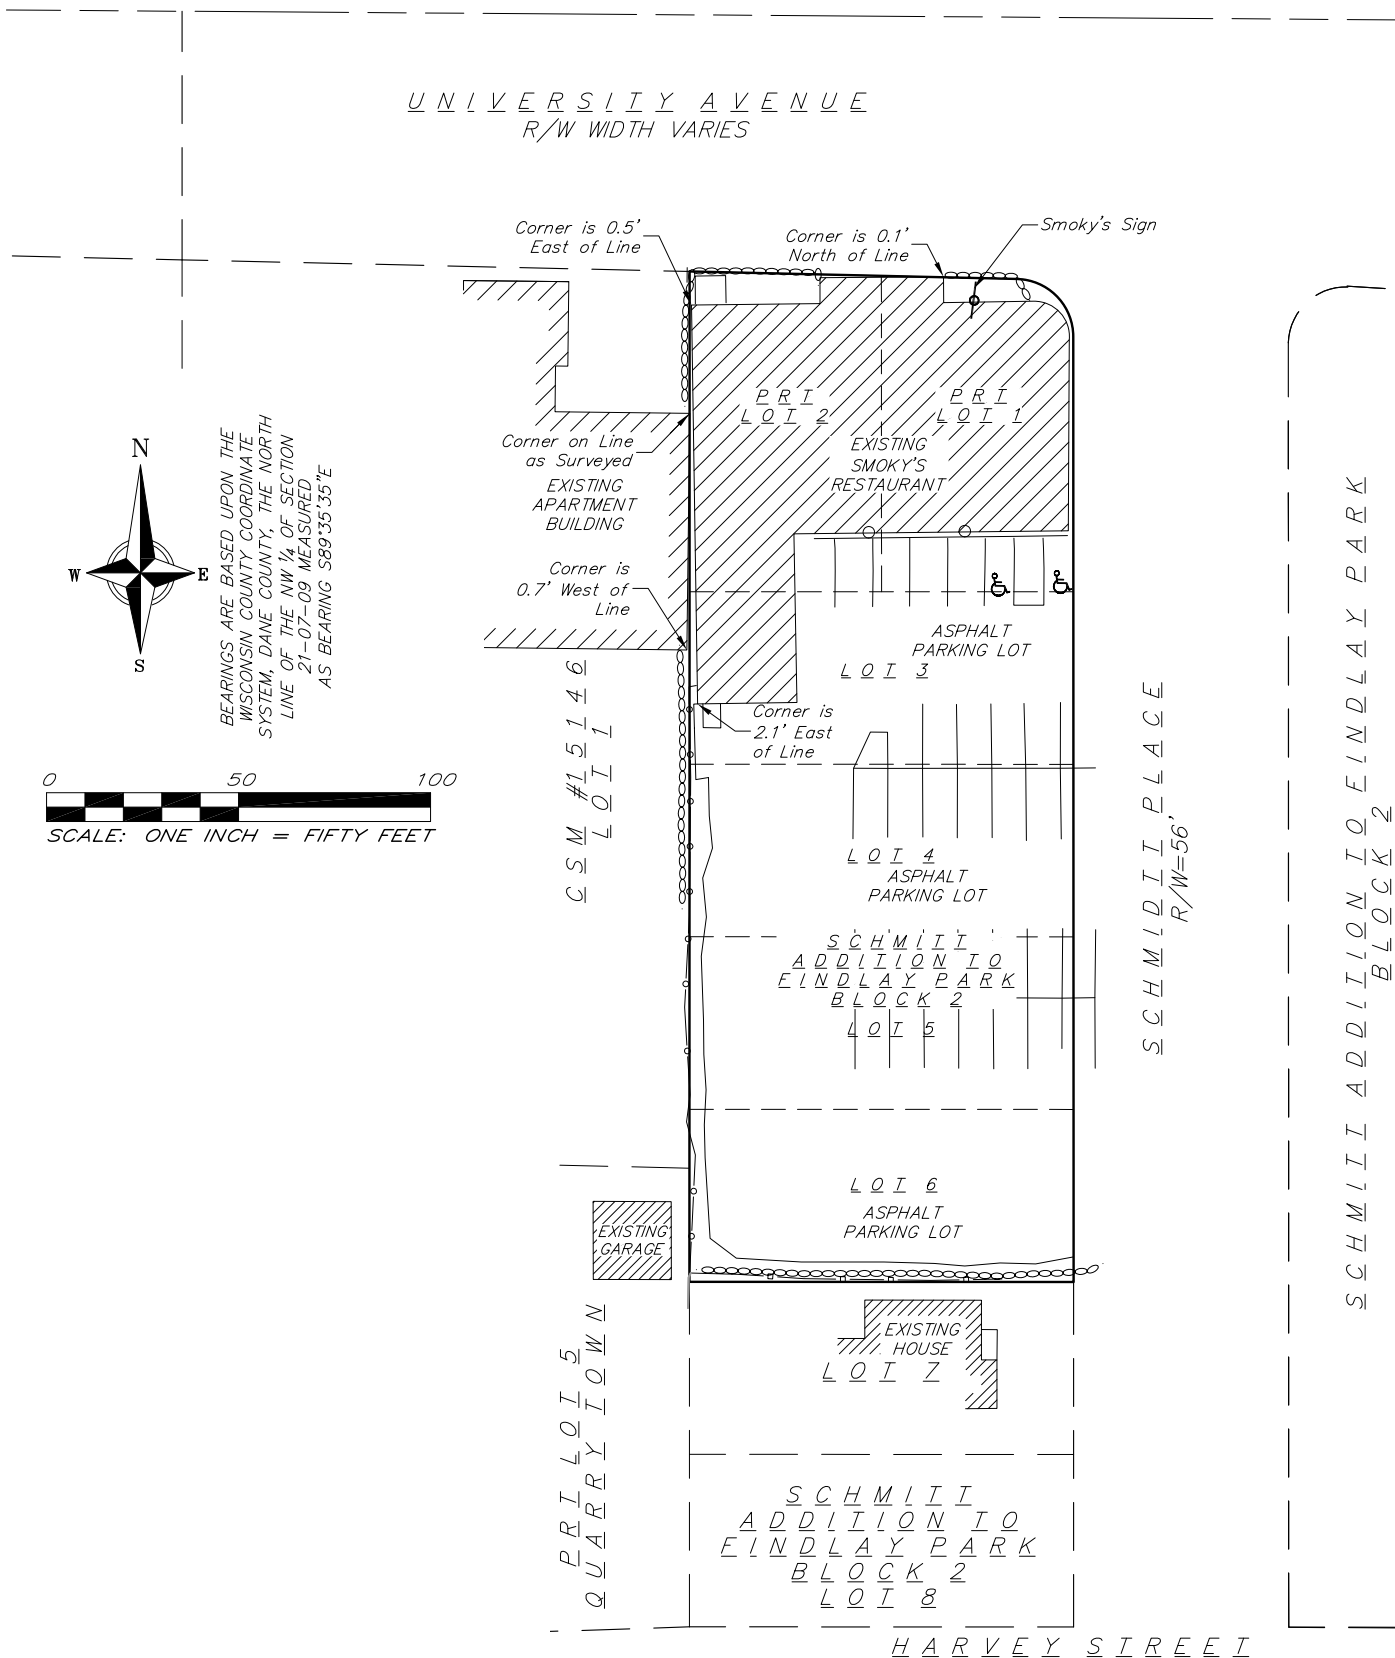 UNIVERSITY AVENUE
R/W WIDTH VARIES
Corner is 0.5'
East of Line
Corner is 0.1'
North of Line
Smoky's Sign
PRT
LOT 2
PRT
LOT 1
EXISTING
SMOKY'S
RESTAURANT
Corner on Line
as Surveyed
EXISTING
APARTMENT
BUILDING
Corner is
0.7' West of
Line
N
W
E
S
BEARINGS ARE BASED UPON THE
WISCONSIN COUNTY COORDINATE
SYSTEM, DANE COUNTY, THE NORTH
LINE OF THE NW 1/4 OF SECTION
21-07-09 MEASURED
AS BEARING S89°35'35"E
0 50 100
SCALE: ONE INCH = FIFTY FEET
ASPHALT
PARKING LOT
LOT 3
Corner is
2.1' East
of Line
CSM #15146
LOT 1
LOT 4
ASPHALT
PARKING LOT
SCHMITT
ADDITION TO
FINDLAY PARK
BLOCK 2
LOT 5
SCHMIDTT PLACE
R/W=56'
SCHMITT ADDITION TO FINDLAY PARK
BLOCK 2
LOT 6
ASPHALT
PARKING LOT
EXISTING
GARAGE
EXISTING
HOUSE
LOT 7
PRT LOT 5
QUARRYTOWN
SCHMITT
ADDITION TO
FINDLAY PARK
BLOCK 2
LOT 8
HARVEY STREET